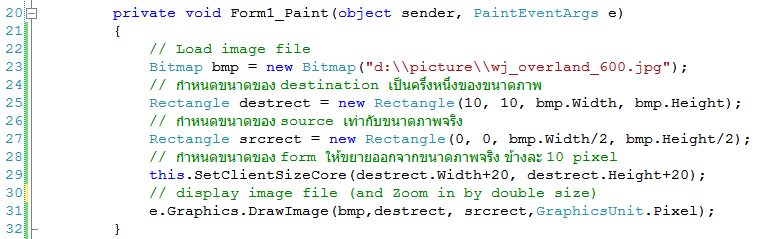 20 private void Form1_Paint(object sender, PaintEventArgs e)
21 {
22 // Load image file
23 Bitmap bmp = new Bitmap("d:\\picture\\wj_overland_600.jpg");
24 // กำหนดขนาดของ destination เป็นครึ่งหนึ่งของขนาดภาพ
25 Rectangle destrect = new Rectangle(10, 10, bmp.Width, bmp.Height);
26 // กำหนดขนาดของ source เท่ากับขนาดภาพจริง
27 Rectangle srcrect = new Rectangle(0, 0, bmp.Width/2, bmp.Height/2);
28 // กำหนดขนาดของ form ให้ขยายออกจากขนาดภาพจริง ข้างละ 10 pixel
29 this.SetClientSizeCore(destrect.Width+20, destrect.Height+20);
30 // display image file (and Zoom in by double size)
31 e.Graphics.DrawImage(bmp,destrect, srcrect,GraphicsUnit.Pixel);
32 }